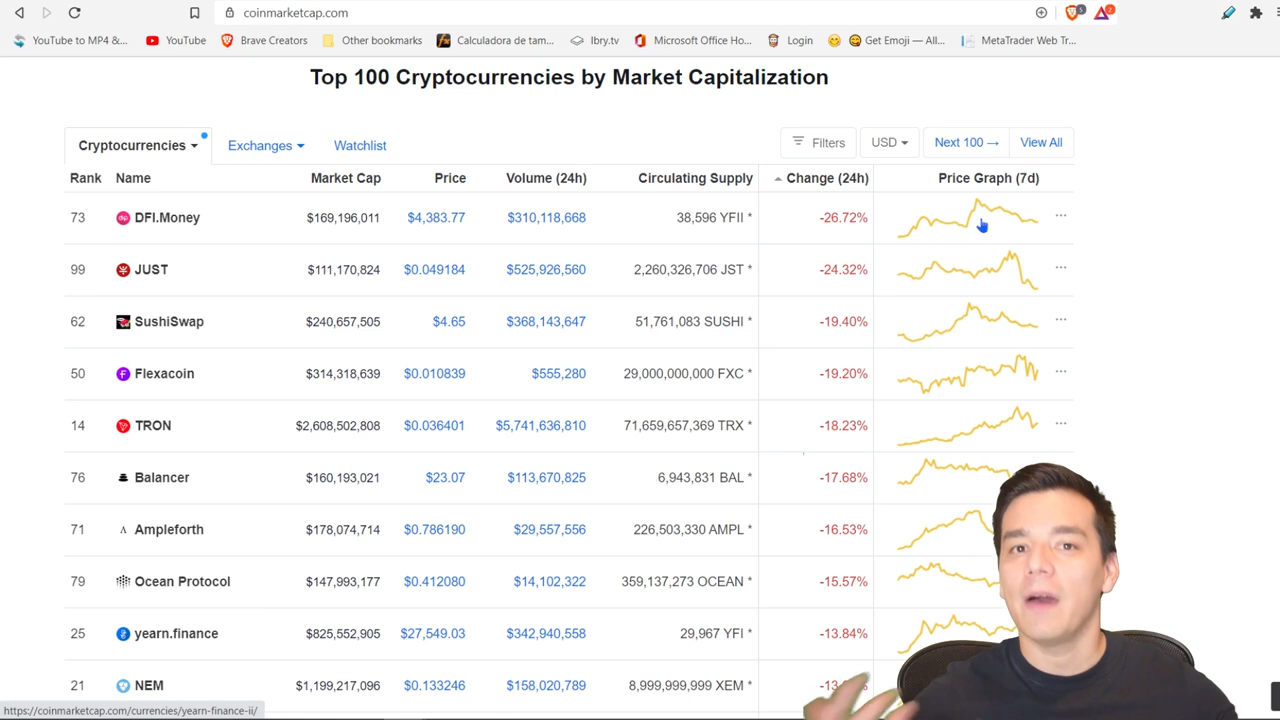 coinmarketcap.com 5 2
YouTube to MP4 &... YouTube Brave Creators Other bookmarks Calculadora de tam... lbry.tv Microsoft Office Ho... Login Get Emoji — All... MetaTrader Web Tr...
Top 100 Cryptocurrencies by Market Capitalization
Cryptocurrencies Exchanges Watchlist Filters USD Next 100 → View All
Rank Name Market Cap Price Volume (24h) Circulating Supply Change (24h) Price Graph (7d)
73 DFI.Money $169,196,011 $4,383.77 $310,118,668 38,596 YFII * -26.72%
99 JUST $111,170,824 $0.049184 $525,926,560 2,260,326,706 JST * -24.32%
62 SushiSwap $240,657,505 $4.65 $368,143,647 51,761,083 SUSHI * -19.40%
50 Flexacoin $314,318,639 $0.010839 $555,280 29,000,000,000 FXC * -19.20%
14 TRON $2,608,502,808 $0.036401 $5,741,636,810 71,659,657,369 TRX * -18.23%
76 Balancer $160,193,021 $23.07 $113,670,825 6,943,831 BAL * -17.68%
71 Ampleforth $178,074,714 $0.786190 $29,557,556 226,503,330 AMPL * -16.53%
79 Ocean Protocol $147,993,177 $0.412080 $14,102,322 359,137,273 OCEAN * -15.57%
25 yearn.finance $825,552,905 $27,549.03 $342,940,558 29,967 YFI * -13.84%
21 NEM $1,199,217,096 $0.133246 $158,020,789 8,999,999,999 XEM *
https://coinmarketcap.com/currencies/yearn-finance-ii/